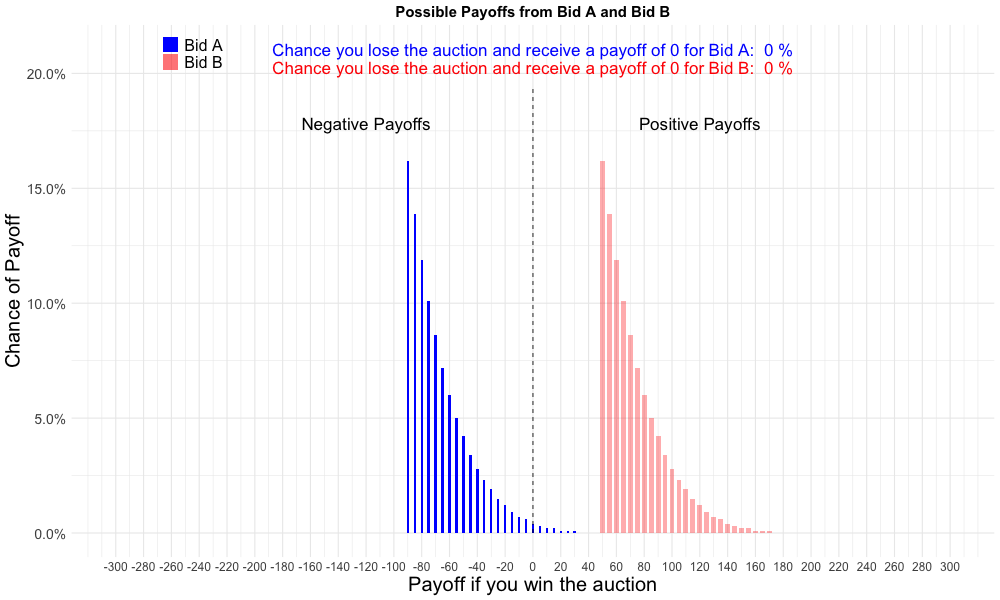 Possible Payoffs from Bid A and Bid B
Bid A
Bid B
Chance you lose the auction and receive a payoff of 0 for Bid A:  0 %
Chance you lose the auction and receive a payoff of 0 for Bid B:  0 %
Negative Payoffs
Positive Payoffs
Chance of Payoff
20.0%
15.0%
10.0%
5.0%
0.0%
-300 -280 -260 -240 -220 -200 -180 -160 -140 -120 -100 -80 -60 -40 -20 0 20 40 60 80 100 120 140 160 180 200 220 240 260 280 300
Payoff if you win the auction